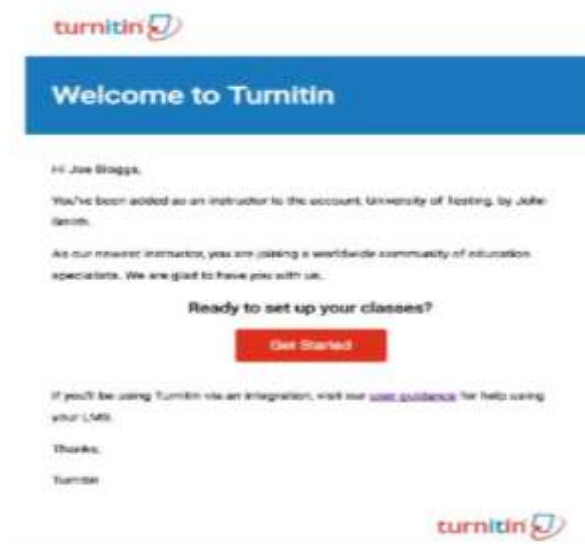 turnitin
Welcome to Turnitin
Hi Joe Bloggs,
You've been added as an instructor to the account, University of Testing, by John
Smith.
As our newest instructor, you are joining a worldwide community of education
specialists. We are glad to have you with us.
Ready to set up your classes?
Get Started
If you'll be using Turnitin via an integration, visit our user guidance for help using
your LMS.
Thanks,
Turnitin
turnitin